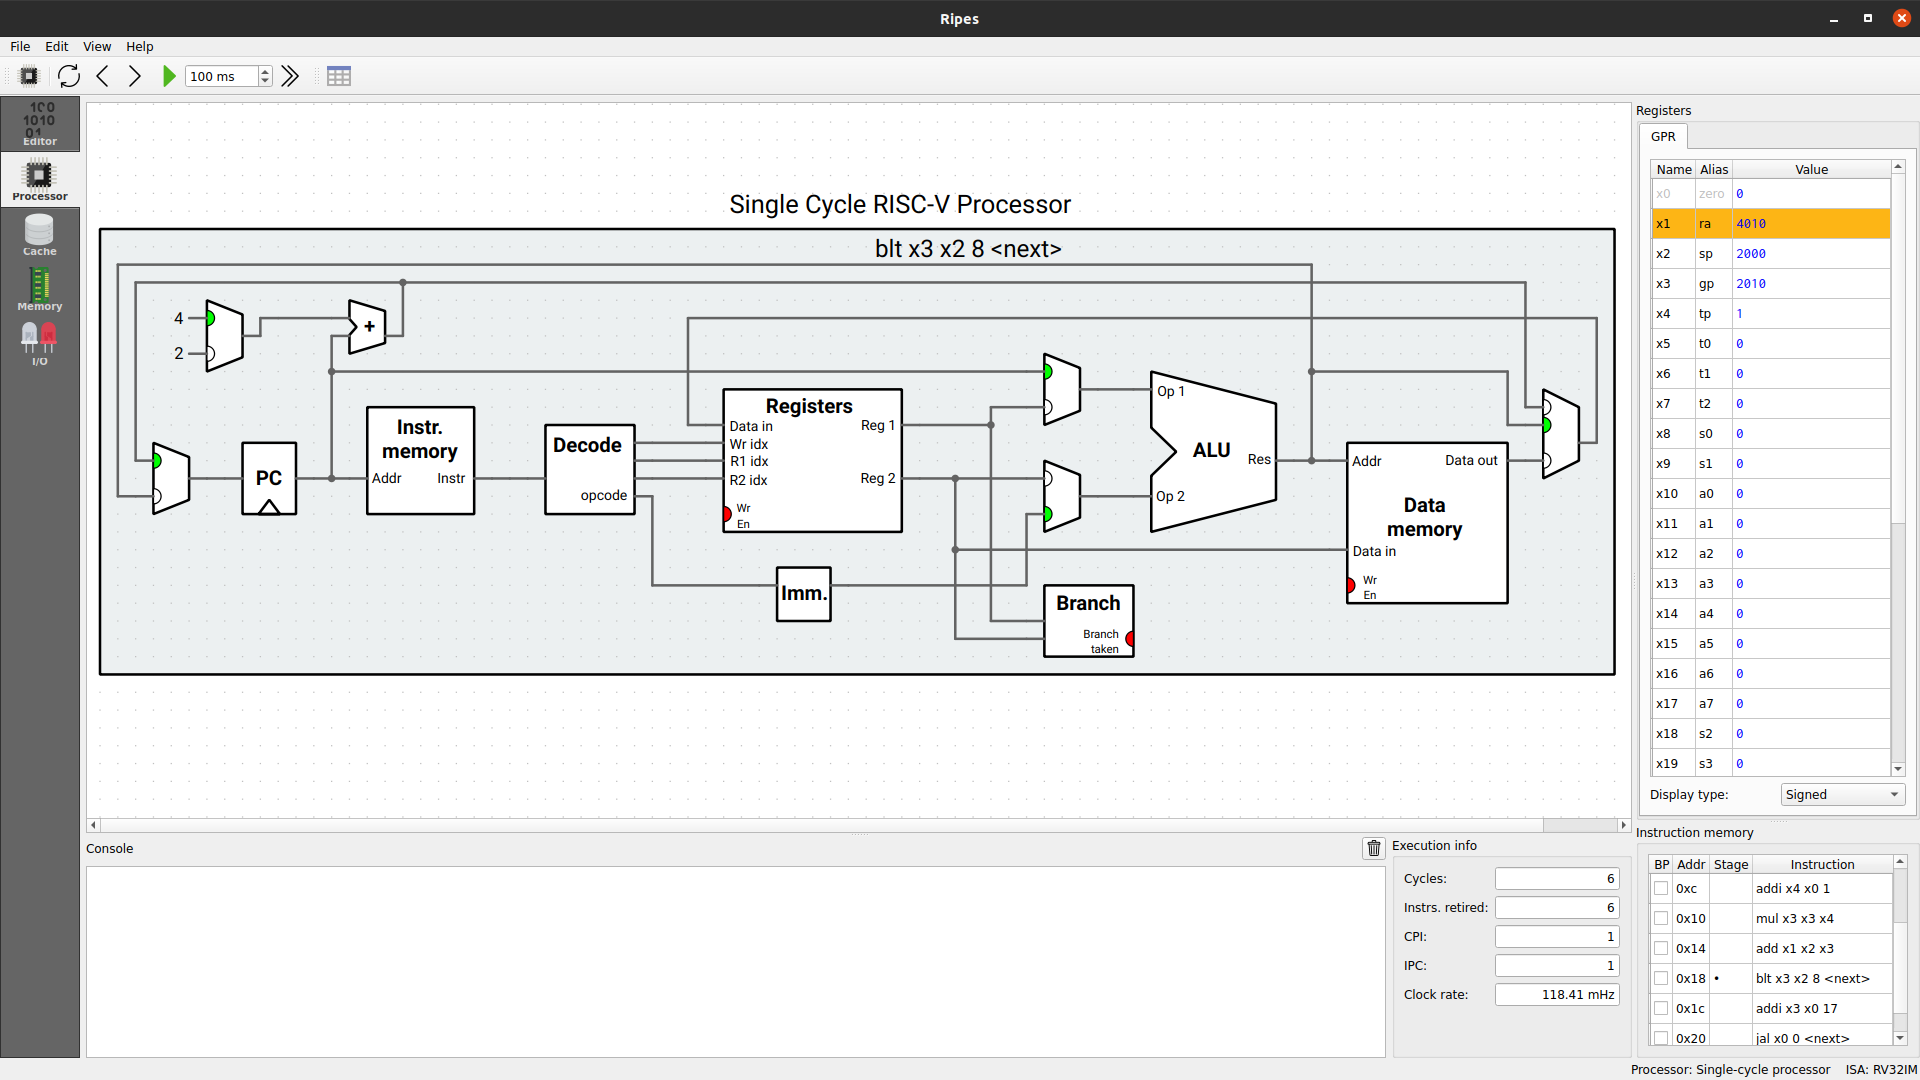 Ripes
File Edit View Help
100 ms
Editor
Processor
Cache
Memory
I/O
Single Cycle RISC-V Processor
blt x3 x2 8 <next>
4
2
+
PC
Instr. memory
Addr
Instr
Decode
opcode
Registers
Data in
Wr idx
R1 idx
R2 idx
Wr En
Reg 1
Reg 2
Imm.
Op 1
Op 2
ALU
Res
Branch
Branch taken
Addr
Data out
Data memory
Data in
Wr En
Registers
GPR
Name Alias Value
x0 zero 0
x1 ra 4010
x2 sp 2000
x3 gp 2010
x4 tp 1
x5 t0 0
x6 t1 0
x7 t2 0
x8 s0 0
x9 s1 0
x10 a0 0
x11 a1 0
x12 a2 0
x13 a3 0
x14 a4 0
x15 a5 0
x16 a6 0
x17 a7 0
x18 s2 0
x19 s3 0
Display type: Signed
Console
Execution info
Cycles: 6
Instrs. retired: 6
CPI: 1
IPC: 1
Clock rate: 118.41 mHz
Instruction memory
BP Addr Stage Instruction
0xc addi x4 x0 1
0x10 mul x3 x3 x4
0x14 add x1 x2 x3
0x18 • blt x3 x2 8 <next>
0x1c addi x3 x0 17
0x20 jal x0 0 <next>
Processor: Single-cycle processor ISA: RV32IM